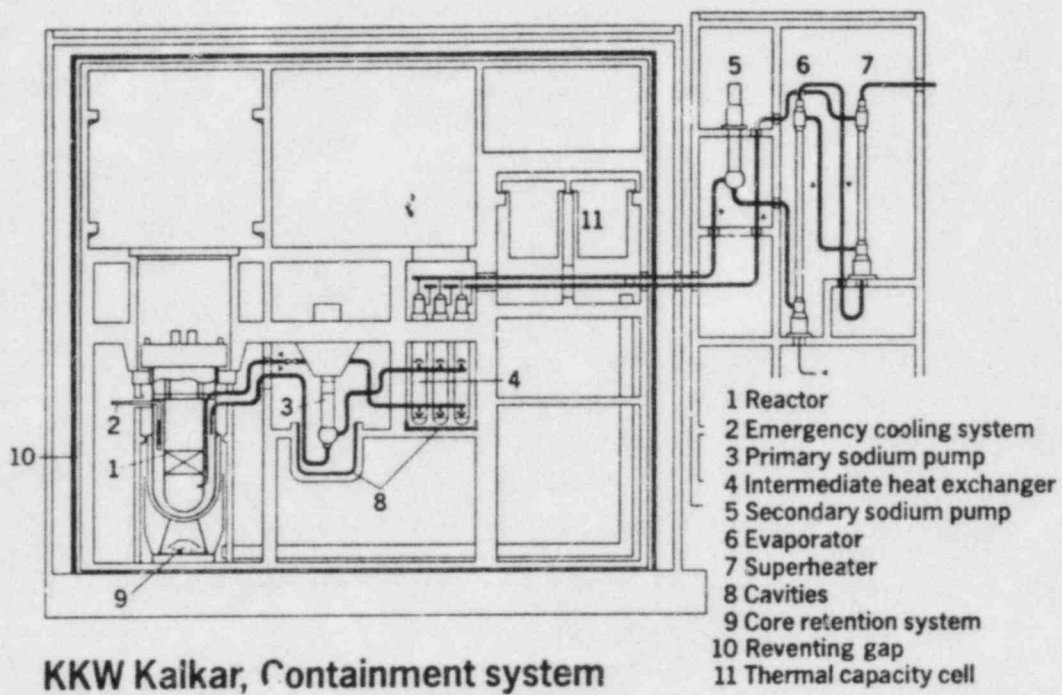 5 6 7
11
4
3
2
10
1
8
9
1 Reactor
2 Emergency cooling system
3 Primary sodium pump
4 Intermediate heat exchanger
5 Secondary sodium pump
6 Evaporator
7 Superheater
8 Cavities
9 Core retention system
10 Reventing gap
11 Thermal capacity cell
KKW Kalkar, Containment system